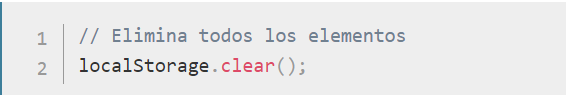 1 // Elimina todos los elementos
2 localStorage.clear();